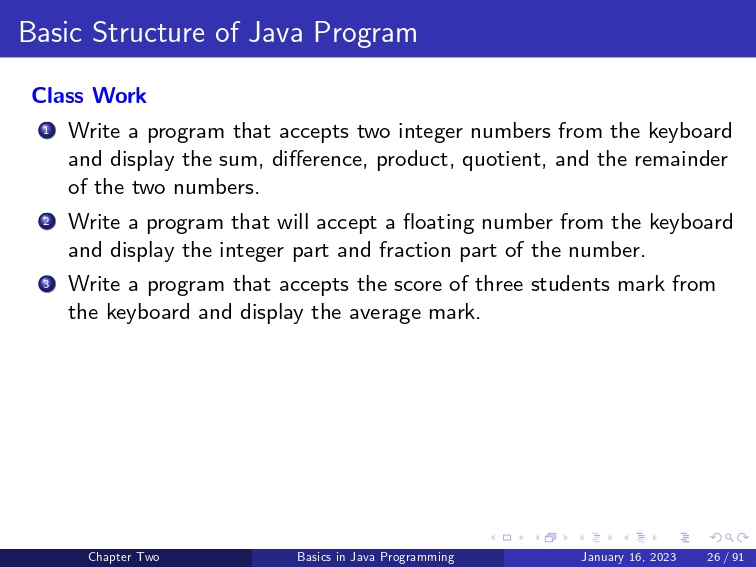 Basic Structure of Java Program
Class Work
1 Write a program that accepts two integer numbers from the keyboard
and display the sum, difference, product, quotient, and the remainder
of the two numbers.
2 Write a program that will accept a floating number from the keyboard
and display the integer part and fraction part of the number.
3 Write a program that accepts the score of three students mark from
the keyboard and display the average mark.
Chapter Two Basics in Java Programming January 16, 2023 26 / 91